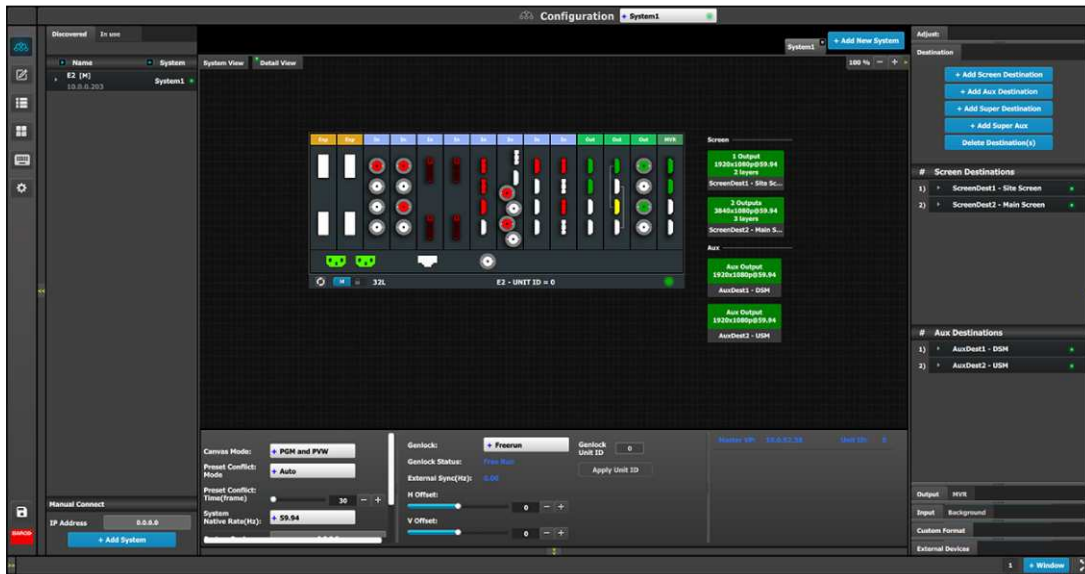 Configuration
System1
Discovered
In use
Name
System
E2 [M]
10.0.0.203
System1
System View
Detail View
System1
+ Add New System
100 %
Exp
Exp
In
In
In
In
In
In
In
In
Out
Out
Out
MVR
M
32L
E2 - UNIT ID = 0
Screen
1 Output
1920x1080p@59.94
2 layers
ScreenDest1 - Site Sc...
2 Outputs
3840x1080p@59.94
3 layers
ScreenDest2 - Main S...
Aux
Aux Output
1920x1080p@59.94
AuxDest1 - DSM
Aux Output
1920x1080p@59.94
AuxDest2 - USM
Adjust:
Destination
+ Add Screen Destination
+ Add Aux Destination
+ Add Super Destination
+ Add Super Aux
Delete Destination(s)
# Screen Destinations
1) ScreenDest1 - Site Screen
2) ScreenDest2 - Main Screen
# Aux Destinations
1) AuxDest1 - DSM
2) AuxDest2 - USM
Canvas Mode:
+ PGM and PVW
Preset Conflict:
Mode
+ Auto
Preset Conflict:
Time(frame)
30
System
Native Rate(Hz):
+ 59.94
Genlock:
+ Freerun
Genlock
Unit ID
0
Genlock Status:
Free Run
Apply Unit ID
External Sync(Hz):
0.00
H Offset:
0
V Offset:
0
Unit ID: 0
Manual Connect
IP Address
0.0.0.0
+ Add System
BARCO
Output
MVR
Input
Background
Custom Format
External Devices
1
+ Window